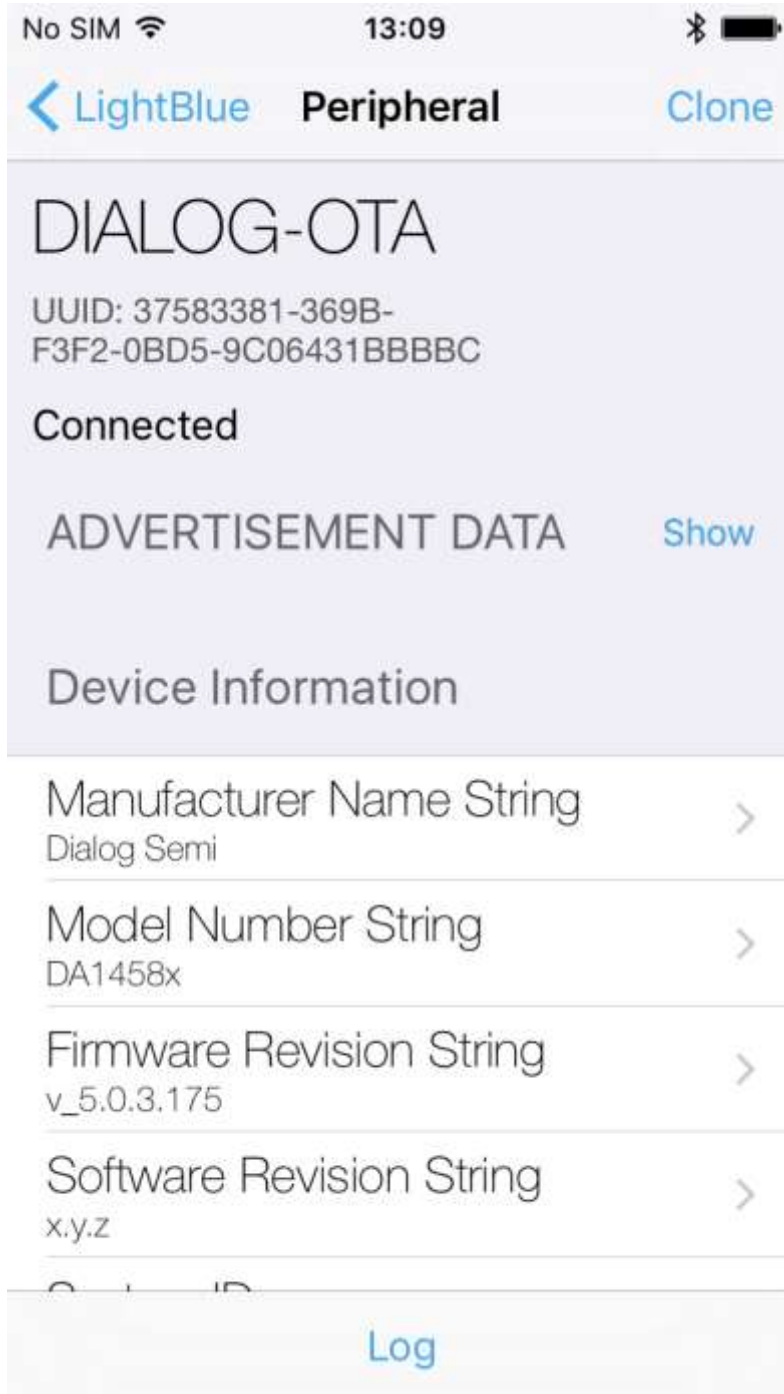 No SIM 13:09
LightBlue Peripheral Clone
DIALOG-OTA
UUID: 37583381-369B-
F3F2-0BD5-9C06431BBBBC
Connected
ADVERTISEMENT DATA Show
Device Information
Manufacturer Name String
Dialog Semi
Model Number String
DA1458x
Firmware Revision String
v_5.0.3.175
Software Revision String
x.y.z
Log